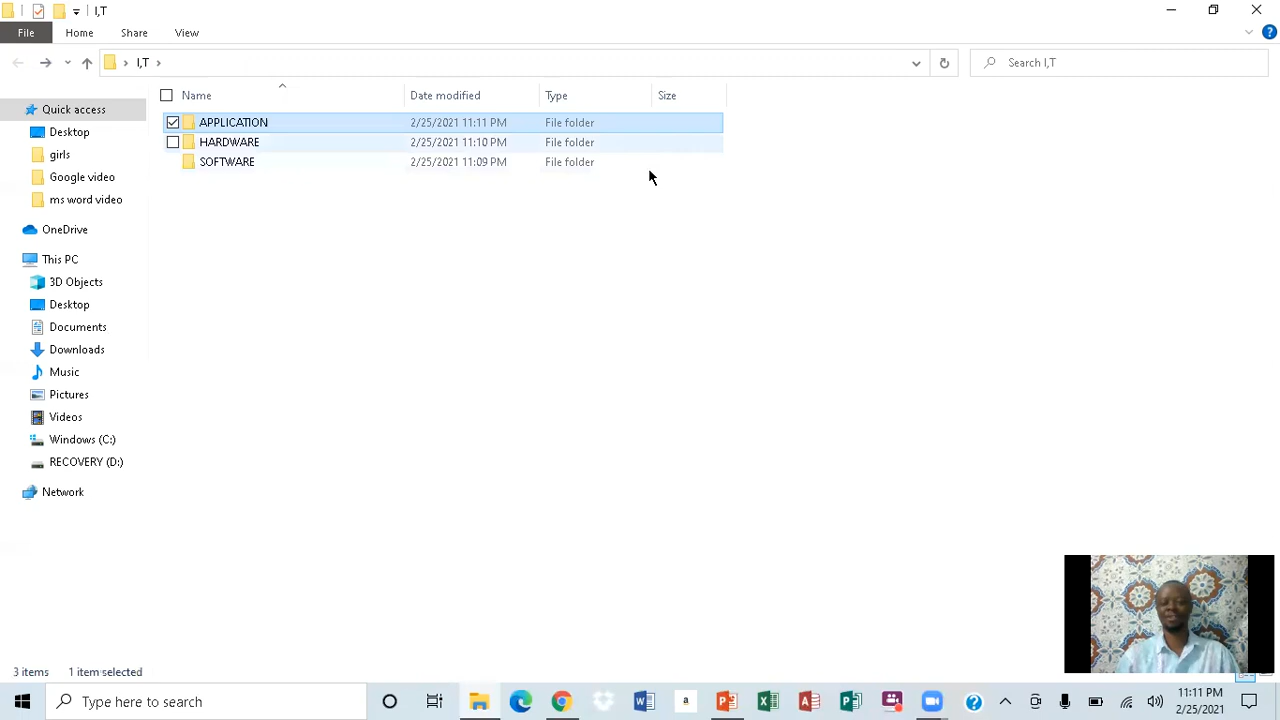 I,T
File Home Share View
I,T
Search I,T
Name Date modified Type Size
APPLICATION 2/25/2021 11:11 PM File folder
HARDWARE 2/25/2021 11:10 PM File folder
SOFTWARE 2/25/2021 11:09 PM File folder
Quick access
Desktop
girls
Google video
ms word video
OneDrive
This PC
3D Objects
Desktop
Documents
Downloads
Music
Pictures
Videos
Windows (C:)
RECOVERY (D:)
Network
3 items 1 item selected
Type here to search
11:11 PM
2/25/2021